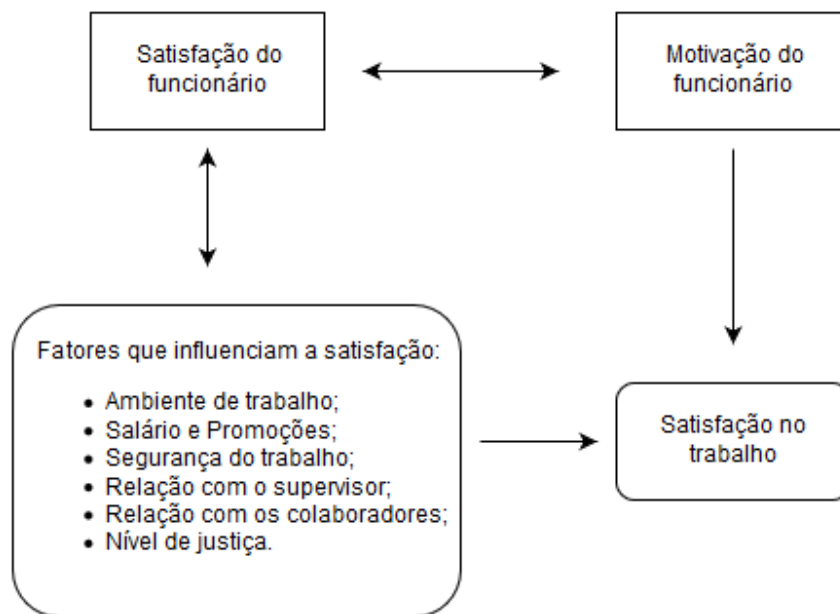 Satisfação do
funcionário
Motivação do
funcionário
Fatores que influenciam a satisfação:
• Ambiente de trabalho;
• Salário e Promoções;
• Segurança do trabalho;
• Relação com o supervisor;
• Relação com os colaboradores;
• Nível de justiça.
Satisfação no
trabalho